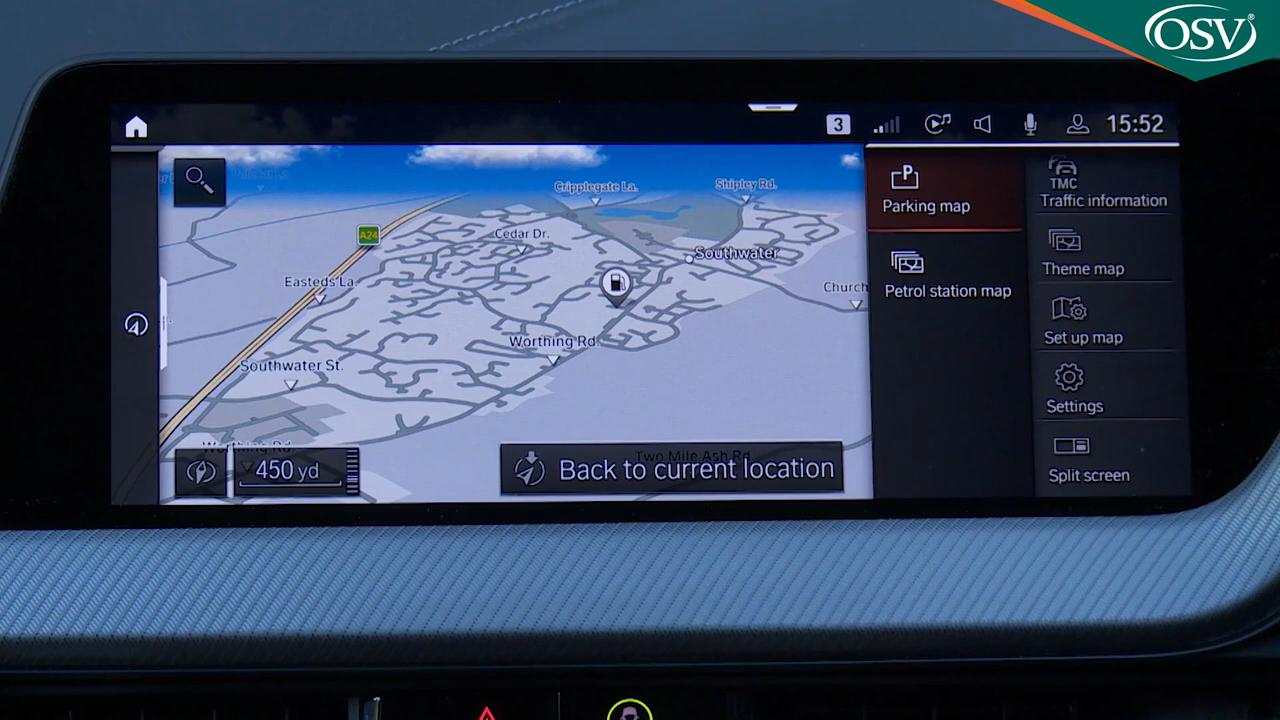 OSV®
3
15:52
P
Parking map
Petrol station map
TMC
Traffic information
Theme map
Set up map
Settings
Split screen
Cripplegate La.
Shipley Rd.
A24
Cedar Dr.
Southwater
Easteds La.
Church
Worthing Rd.
Southwater St.
Worthing Rd.
450 yd
Two Mile Ash Rd.
Back to current location